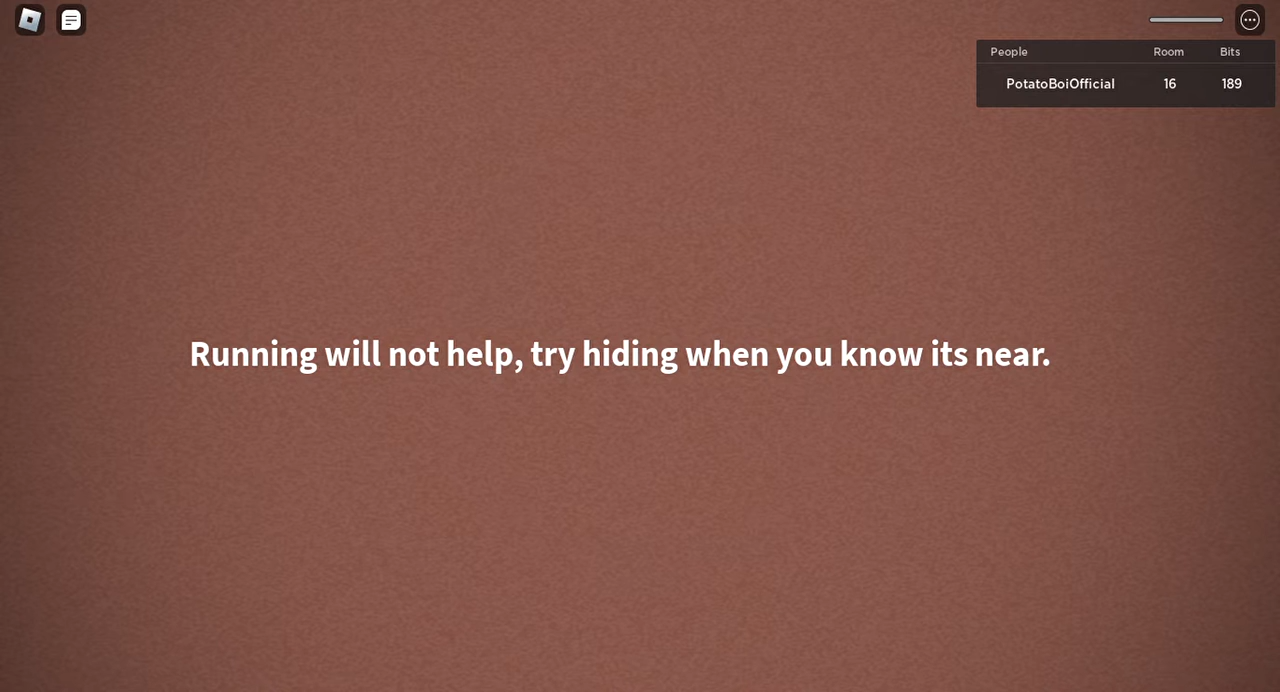 People Room Bits
PotatoBoiOfficial 16 189
Running will not help, try hiding when you know its near.